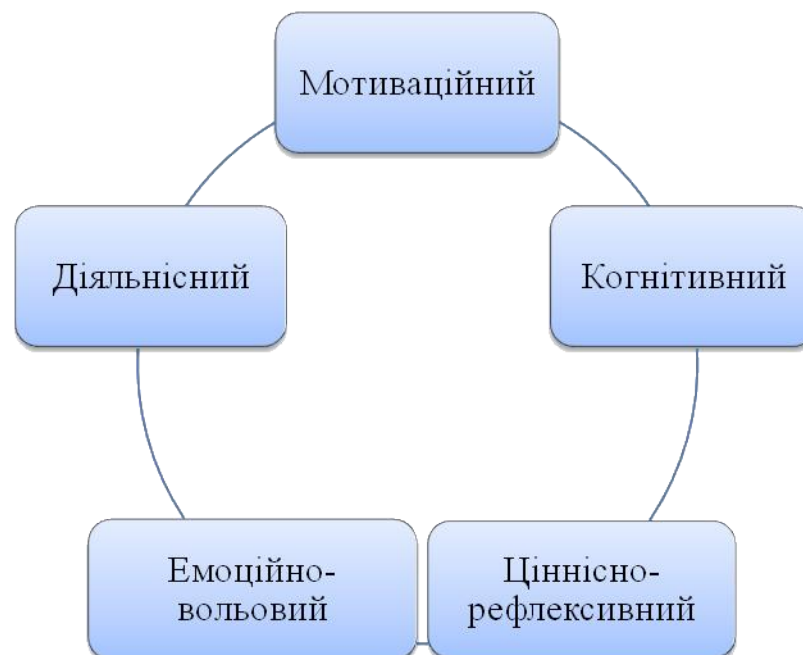 Мотиваційний
Діяльнісний
Когнітивний
Емоційно-
вольовий
Ціннісно-
рефлексивний